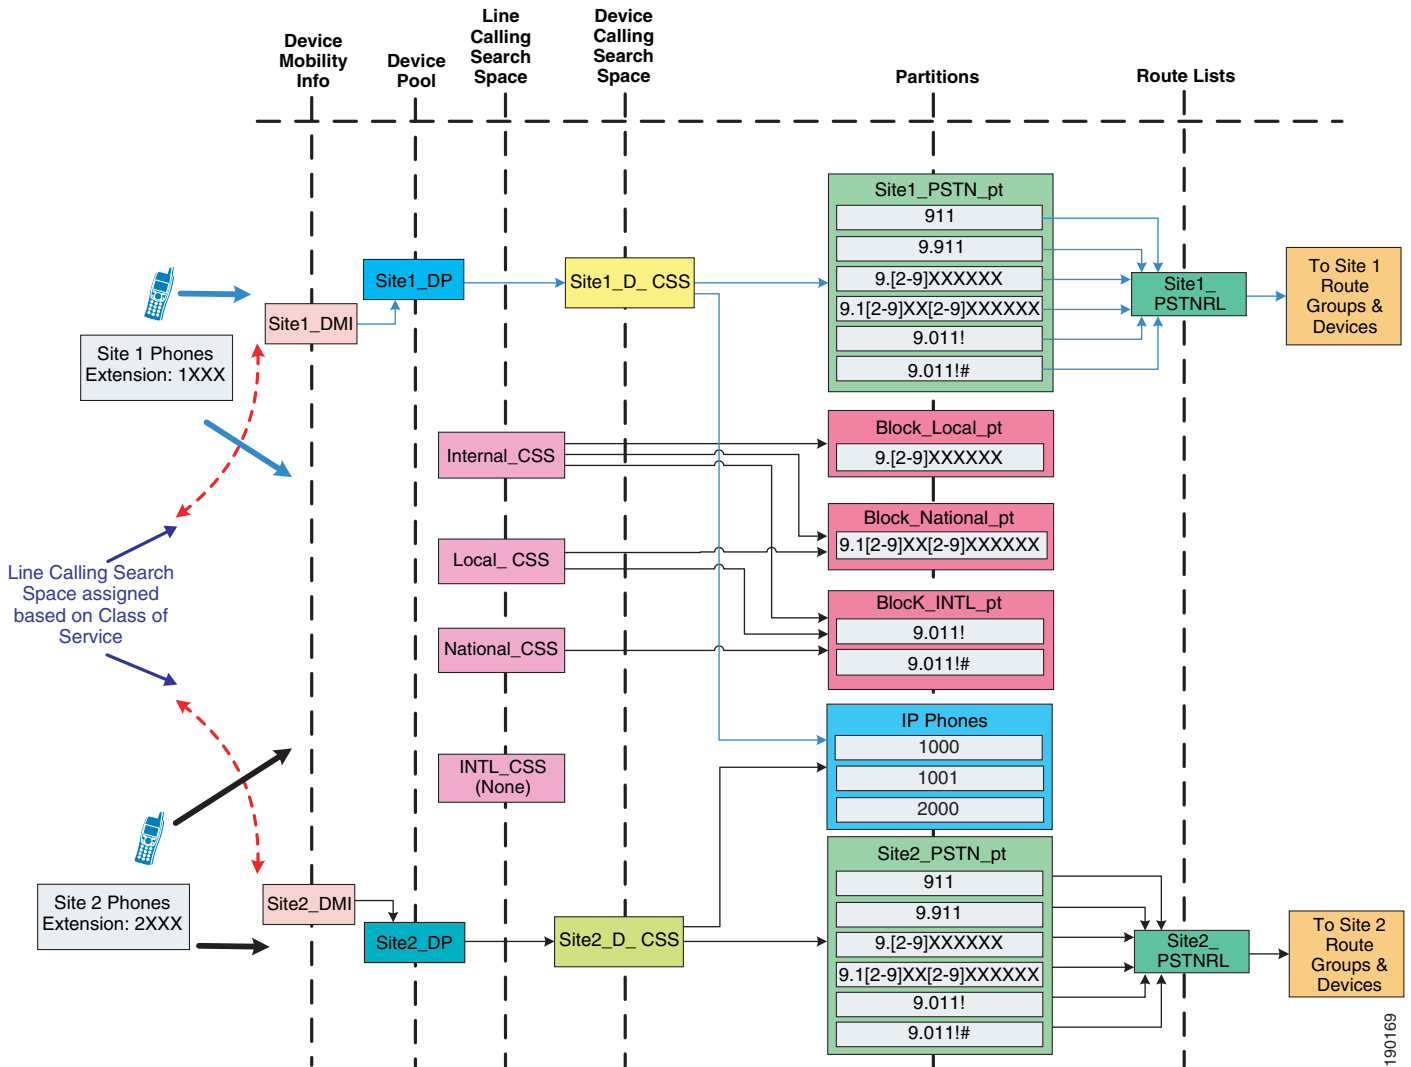 Device
Mobility
Info
Device
Pool
Line
Calling
Search
Space
Device
Calling
Search
Space
Partitions
Route Lists
Site1_PSTN_pt
911
9.911
9.[2-9]XXXXXX
9.1[2-9]XX[2-9]XXXXXX
9.011!
9.011!#
Site1_DP
Site1_D_ CSS
Site1_DMI
Site1_
PSTNRL
To Site 1
Route
Groups &
Devices
Site 1 Phones
Extension: 1XXX
Block_Local_pt
9.[2-9]XXXXXX
Internal_CSS
Block_National_pt
9.1[2-9]XX[2-9]XXXXXX
Local_ CSS
Line Calling Search
Space assigned
based on Class of
Service
BlocK_INTL_pt
9.011!
9.011!#
National_CSS
IP Phones
1000
1001
2000
INTL_CSS
(None)
Site2_PSTN_pt
911
9.911
9.[2-9]XXXXXX
9.1[2-9]XX[2-9]XXXXXX
9.011!
9.011!#
Site 2 Phones
Extension: 2XXX
Site2_DMI
Site2_DP
Site2_D_ CSS
Site2_
PSTNRL
To Site 2
Route
Groups &
Devices
190169